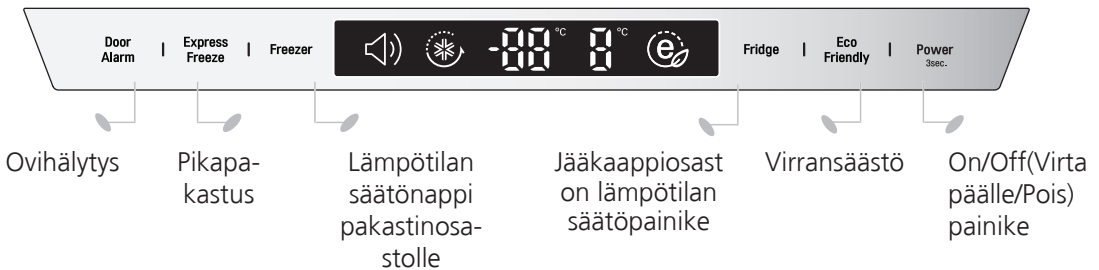 Door
Alarm
Express
Freeze
Freezer
-88 °C
8 °C
e
Fridge
Eco
Friendly
Power
3sec.
Ovihälytys
Pikapa-
kastus
Lämpötilan
säätönappi
pakastinosa-
stolle
Jääkaappiosast
on lämpötilan
säätöpainike
Virransäästö
On/Off(Virta
päälle/Pois)
painike